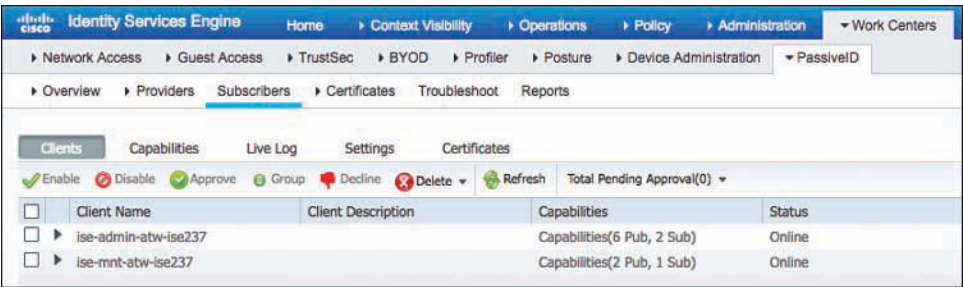 cisco Identity Services Engine Home Context Visibility Operations Policy Administration Work Centers
Network Access Guest Access TrustSec BYOD Profiler Posture Device Administration PassiveID
Overview Providers Subscribers Certificates Troubleshoot Reports
Clients Capabilities Live Log Settings Certificates
Enable Disable Approve Group Decline Delete Refresh Total Pending Approval(0)
Client Name Client Description Capabilities Status
ise-admin-atw-ise237 Capabilities(6 Pub, 2 Sub) Online
ise-mnt-atw-ise237 Capabilities(2 Pub, 1 Sub) Online